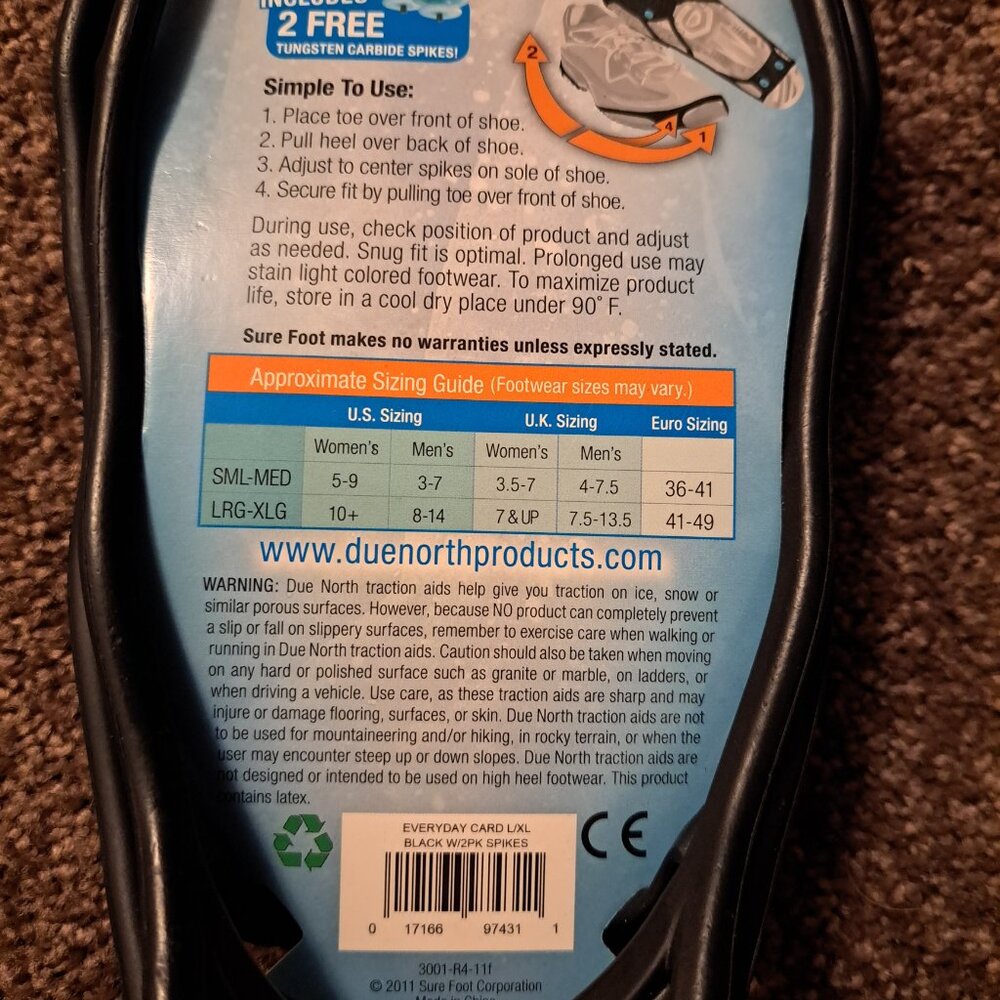 INCLUDES
2 FREE
TUNGSTEN CARBIDE SPIKES!
2
4
1
Simple To Use:
1. Place toe over front of shoe.
2. Pull heel over back of shoe.
3. Adjust to center spikes on sole of shoe.
4. Secure fit by pulling toe over front of shoe.
During use, check position of product and adjust
as needed. Snug fit is optimal. Prolonged use may
stain light colored footwear. To maximize product
life, store in a cool dry place under 90° F.
Sure Foot makes no warranties unless expressly stated.
Approximate Sizing Guide (Footwear sizes may vary.)
U.S. Sizing U.K. Sizing Euro Sizing
Women's Men's Women's Men's
SML-MED 5-9 3-7 3.5-7 4-7.5 36-41
LRG-XLG 10+ 8-14 7 & UP 7.5-13.5 41-49
www.duenorthproducts.com
WARNING: Due North traction aids help give you traction on ice, snow or
similar porous surfaces. However, because NO product can completely prevent
a slip or fall on slippery surfaces, remember to exercise care when walking or
running in Due North traction aids. Caution should also be taken when moving
on any hard or polished surface such as granite or marble, on ladders, or
when driving a vehicle. Use care, as these traction aids are sharp and may
injure or damage flooring, surfaces, or skin. Due North traction aids are not
to be used for mountaineering and/or hiking, in rocky terrain, or when the
user may encounter steep up or down slopes. Due North traction aids are
not designed or intended to be used on high heel footwear. This product
contains latex.
EVERYDAY CARD L/XL
BLACK W/2PK SPIKES
0 17166 97431 1
CE
3001-R4-11f
© 2011 Sure Foot Corporation
Made in China